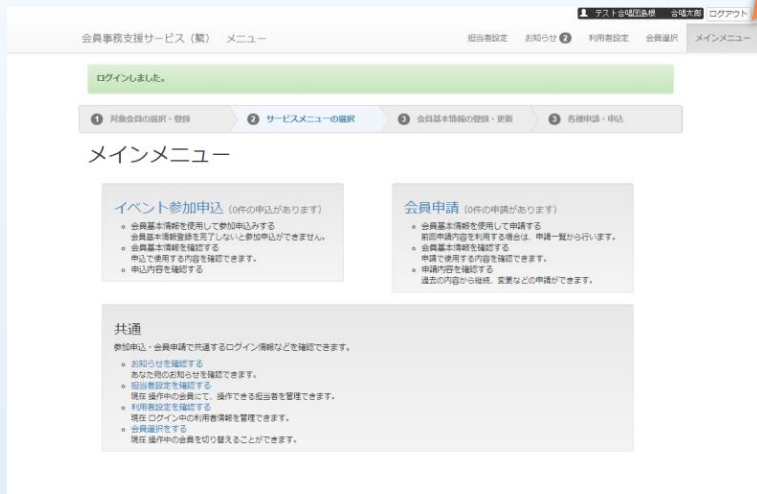 テスト合唱団島根 合唱太郎 ログアウト
会員事務支援サービス（繋） メニュー 担当者設定 お知らせ 2 利用者設定 会員選択 メインメニュー
ログインしました。
1 対象会員の選択・登録 2 サービスメニューの選択 3 会員基本情報の登録・更新 3 各種申請・申込
メインメニュー
イベント参加申込（0件の申込があります）
会員基本情報を使用して参加申込みする
会員基本情報登録を完了しないと参加申込ができません。
会員基本情報を確認する
申込で使用する内容を確認できます。
申込内容を確認する
会員申請（0件の申請があります）
会員基本情報を使用して申請する
前回申請内容を利用する場合は、申請一覧から行います。
会員基本情報を確認する
申請で使用する内容を確認できます。
申請内容を確認する
過去の内容から継続、変更などの申請ができます。
共通
参加申込・会員申請で共通するログイン情報などを確認できます。
お知らせを確認する
あなた宛のお知らせを確認できます。
担当者設定を確認する
現在 操作中の会員にて、操作できる担当者を管理できます。
利用者設定を確認する
現在 ログイン中の利用者情報を管理できます。
会員選択をする
現在 操作中の会員を切り替えることができます。